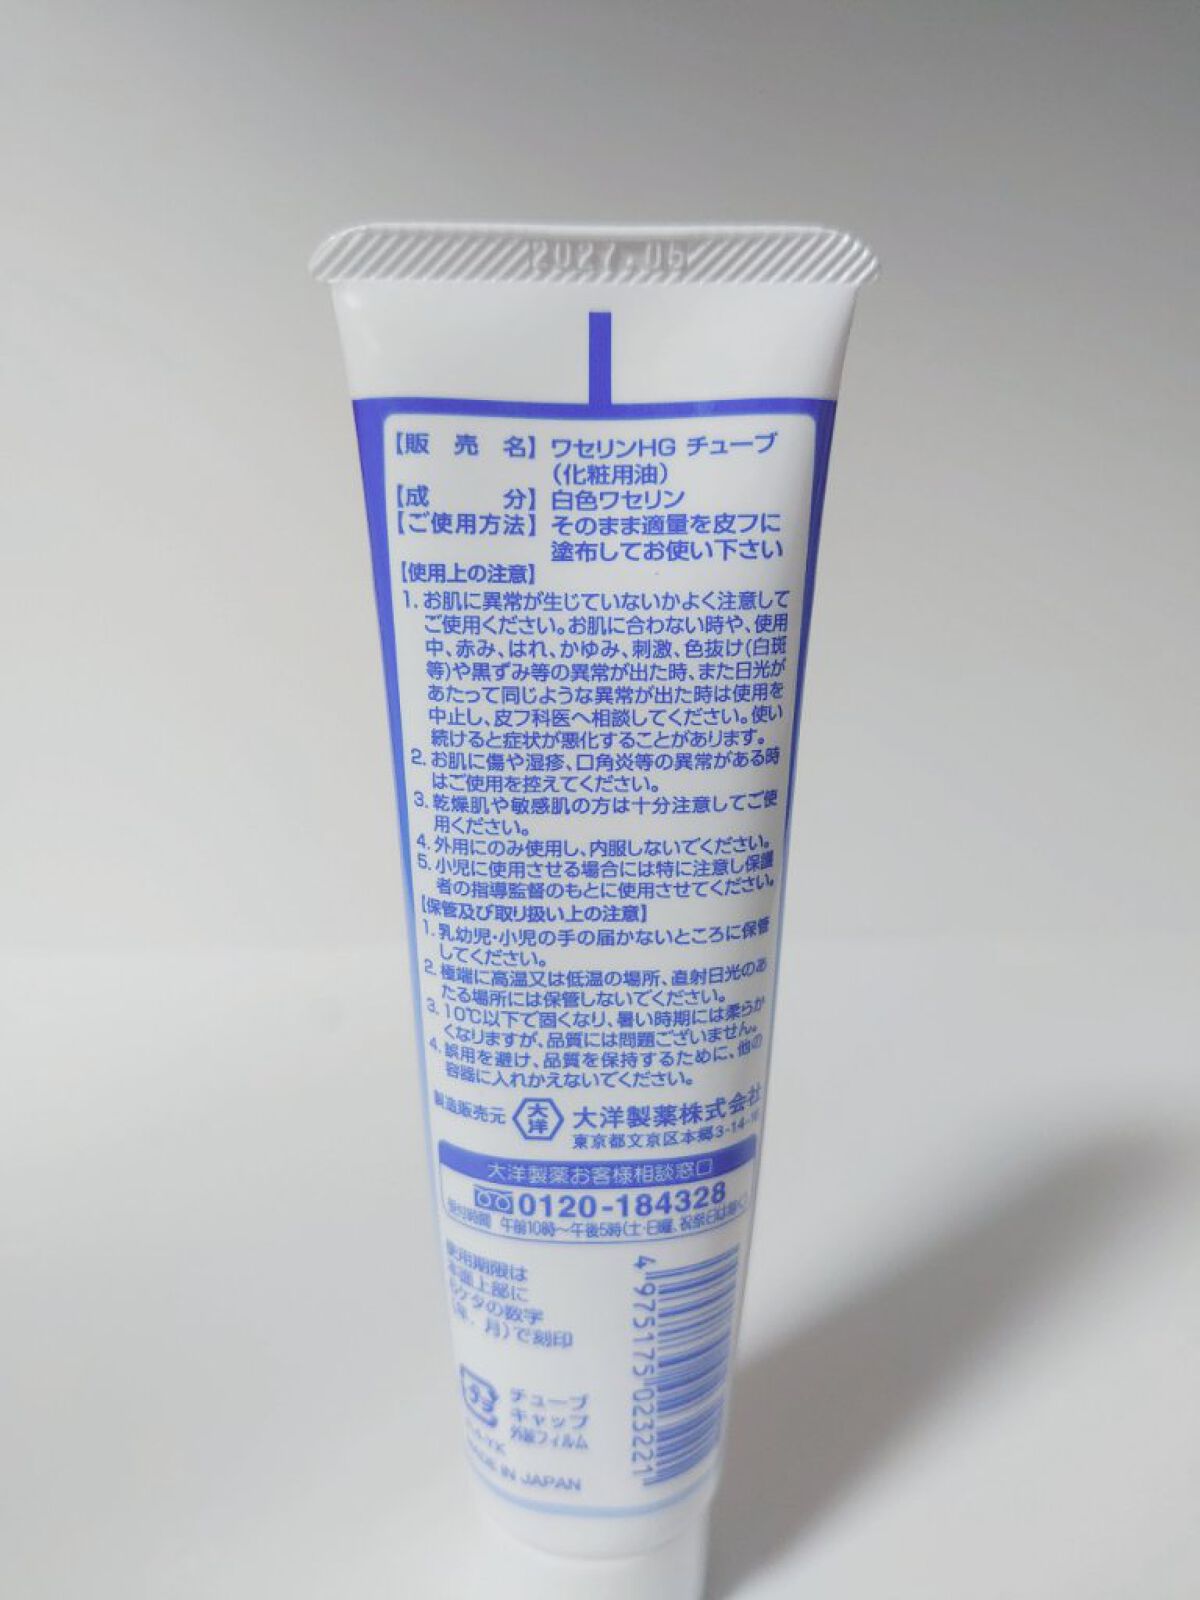 2027.06
【販売名】ワセリンHG チューブ
(化粧用油)
【成分】白色ワセリン
【ご使用方法】そのまま適量を皮フに
塗布してお使い下さい
【使用上の注意】
1. お肌に異常が生じていないかよく注意して
ご使用ください。お肌に合わない時や、使用
中、赤み、はれ、かゆみ、刺激、色抜け(白斑
等)や黒ずみ等の異常が出た時、また日光が
あたって同じような異常が出た時は使用を
中止し、皮フ科医へ相談してください。使い
続けると症状が悪化することがあります。
2. お肌に傷や湿疹、口角炎等の異常がある時
はご使用を控えてください。
3. 乾燥肌や敏感肌の方は十分注意してご使
用ください。
4. 外用にのみ使用し、内服しないでください。
5. 小児に使用させる場合には特に注意し保護
者の指導監督のもとに使用させてください。
【保管及び取り扱い上の注意】
1. 乳幼児・小児の手の届かないところに保管
してください。
2. 極端に高温又は低温の場所、直射日光のあ
たる場所には保管しないでください。
3. 10℃以下で固くなり、暑い時期には柔らか
くなりますが、品質には問題ございません。
4. 誤用を避け、品質を保持するために、他の
容器に入れかえないでください。
製造販売元 大洋 大洋製薬株式会社
東京都文京区本郷3-14-
大洋製薬お客様相談窓口
0120-184328
受付時間 午前10時～午後5時(土・日曜、祝祭日は除く)
使用期限は
本面上部に
6ケタの数字
(年.月)で刻印
プラ
チューブ
キャップ
外装フィルム
MADE IN JAPAN
4 975175 023221